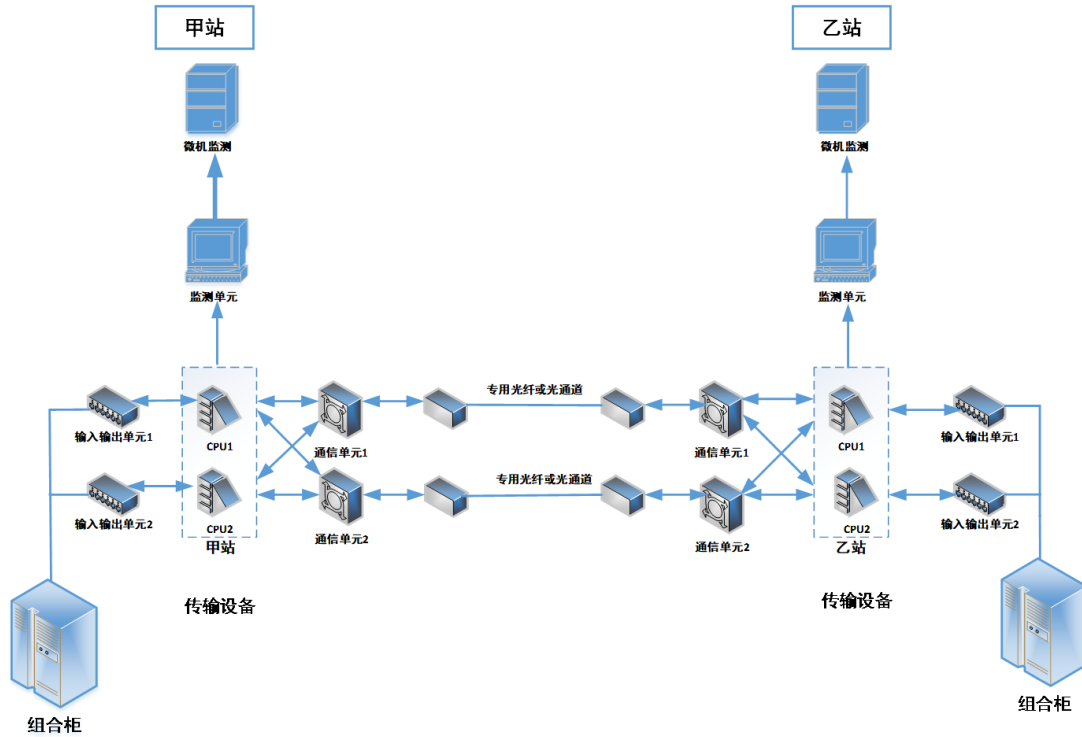 甲站
乙站
微机监测
微机监测
监测单元
监测单元
专用光纤或光通道
输入输出单元1
CPU1
通信单元1
通信单元1
CPU1
输入输出单元1
专用光纤或光通道
输入输出单元2
CPU2
通信单元2
通信单元2
CPU2
输入输出单元2
甲站
乙站
传输设备
传输设备
组合柜
组合柜